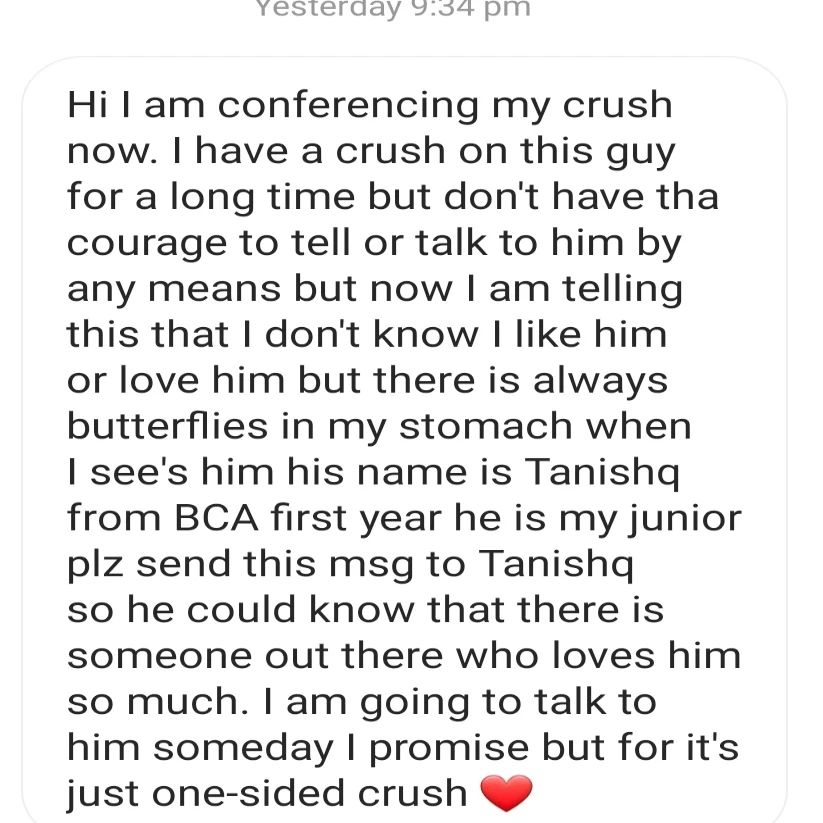 Yesterday 9:34 pm
Hi I am conferencing my crush
now. I have a crush on this guy
for a long time but don't have tha
courage to tell or talk to him by
any means but now I am telling
this that I don't know I like him
or love him but there is always
butterflies in my stomach when
I see's him his name is Tanishq
from BCA first year he is my junior
plz send this msg to Tanishq
so he could know that there is
someone out there who loves him
so much. I am going to talk to
him someday I promise but for it's
just one-sided crush ❤️